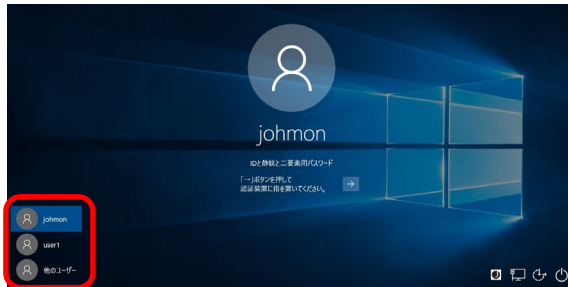 johmon
IDと静紋と二要素用パスワード
「→」ボタンを押して
認証装置に指を置いてください。
johmon
user1
他のユーザー